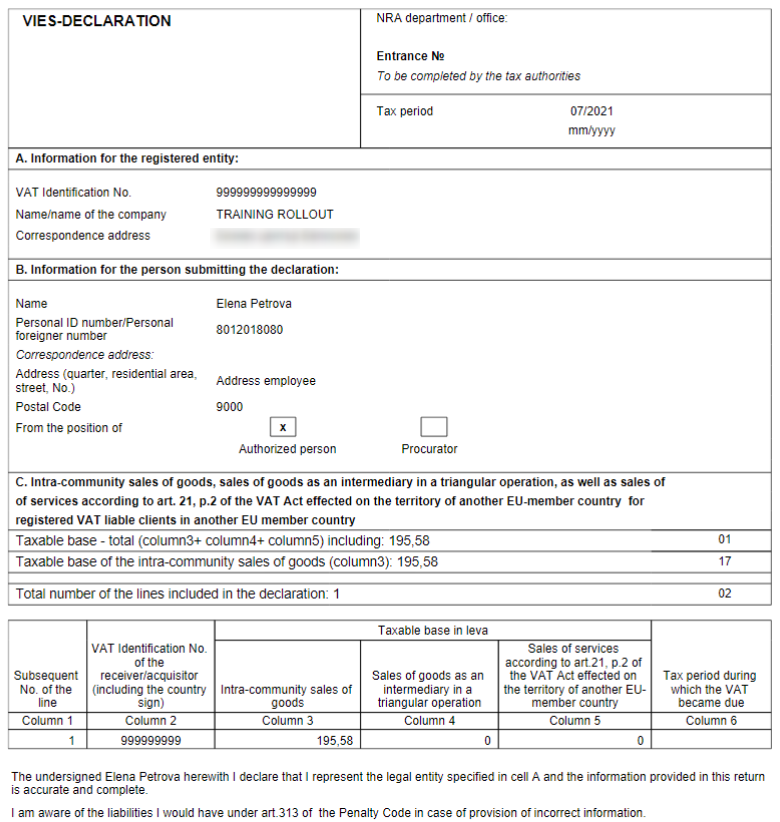 VIES-DECLARATION
NRA department / office:
Entrance №
To be completed by the tax authorities
Tax period 07/2021
mm/yyyy
A. Information for the registered entity:
VAT Identification No. 999999999999999
Name/name of the company TRAINING ROLLOUT
Correspondence address
B. Information for the person submitting the declaration:
Name Elena Petrova
Personal ID number/Personal
foreigner number 8012018080
Correspondence address:
Address (quarter, residential area,
street, No.) Address employee
Postal Code 9000
From the position of x
Authorized person Procurator
C. Intra-community sales of goods, sales of goods as an intermediary in a triangular operation, as well as sales of
of services according to art. 21, p.2 of the VAT Act effected on the territory of another EU-member country for
registered VAT liable clients in another EU member country
Taxable base - total (column3+ column4+ column5) including: 195,58 01
Taxable base of the intra-community sales of goods (column3): 195,58 17
Total number of the lines included in the declaration: 1 02
Taxable base in leva
Subsequent
No. of the
line
VAT Identification No.
of the
receiver/acquisitor
(including the country
sign)
Intra-community sales of
goods
Sales of goods as an
intermediary in a
triangular operation
Sales of services
according to art.21, p.2 of
the VAT Act effected on
the territory of another EU-
member country
Tax period during
which the VAT
became due
Column 1 Column 2 Column 3 Column 4 Column 5 Column 6
1 999999999 195,58 0 0
The undersigned Elena Petrova herewith I declare that I represent the legal entity specified in cell A and the information provided in this return
is accurate and complete.
I am aware of the liabilities I would have under art.313 of the Penalty Code in case of provision of incorrect information.